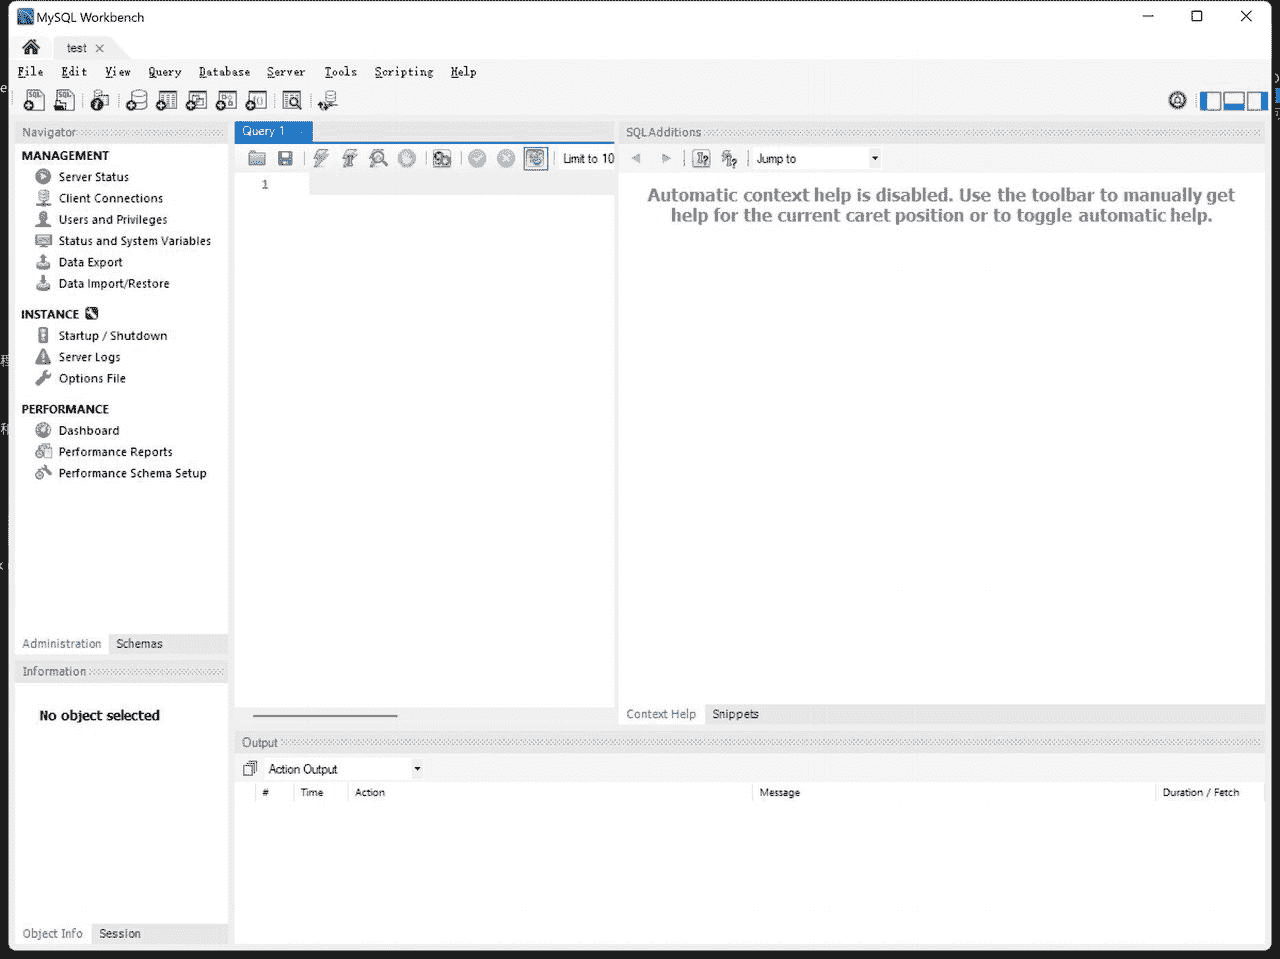 MySQL Workbench
test
File Edit View Query Database Server Tools Scripting Help
Navigator
MANAGEMENT
Server Status
Client Connections
Users and Privileges
Status and System Variables
Data Export
Data Import/Restore
INSTANCE
Startup / Shutdown
Server Logs
Options File
PERFORMANCE
Dashboard
Performance Reports
Performance Schema Setup
Administration Schemas
Information
No object selected
Object Info Session
Query 1
Limit to 10
1
SQLAdditions
Jump to
Automatic context help is disabled. Use the toolbar to manually get
help for the current caret position or to toggle automatic help.
Context Help Snippets
Output
Action Output
# Time Action Message Duration / Fetch